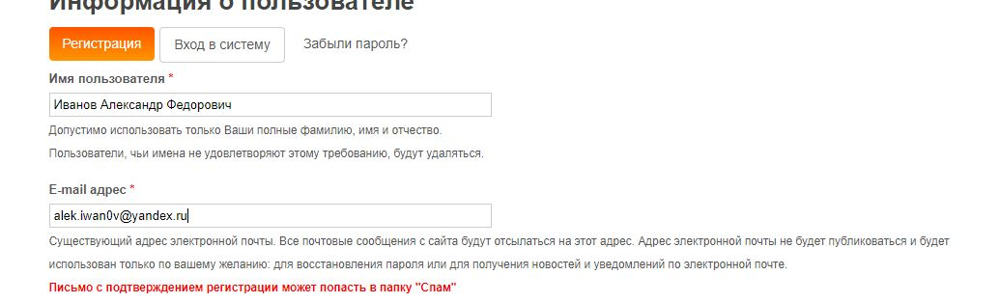 Информация о пользователе
Регистрация Вход в систему Забыли пароль?
Имя пользователя *
Иванов Александр Федорович
Допустимо использовать только Ваши полные фамилию, имя и отчество.
Пользователи, чьи имена не удовлетворяют этому требованию, будут удаляться.
E-mail адрес *
alek.iwan0v@yandex.ru
Существующий адрес электронной почты. Все почтовые сообщения с сайта будут отсылаться на этот адрес. Адрес электронной почты не будет публиковаться и будет
использован только по вашему желанию: для восстановления пароля или для получения новостей и уведомлений по электронной почте.
Письмо с подтверждением регистрации может попасть в папку "Спам"